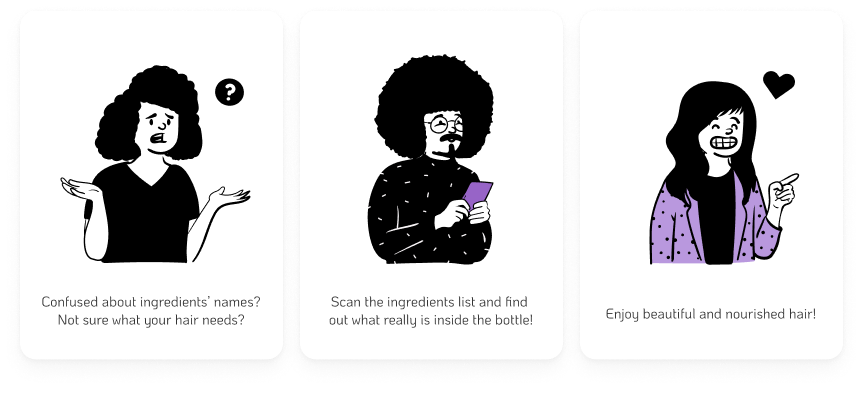 ?
Confused about ingredients' names?
Not sure what your hair needs?
Scan the ingredients list and find
out what really is inside the bottle!
Enjoy beautiful and nourished hair!